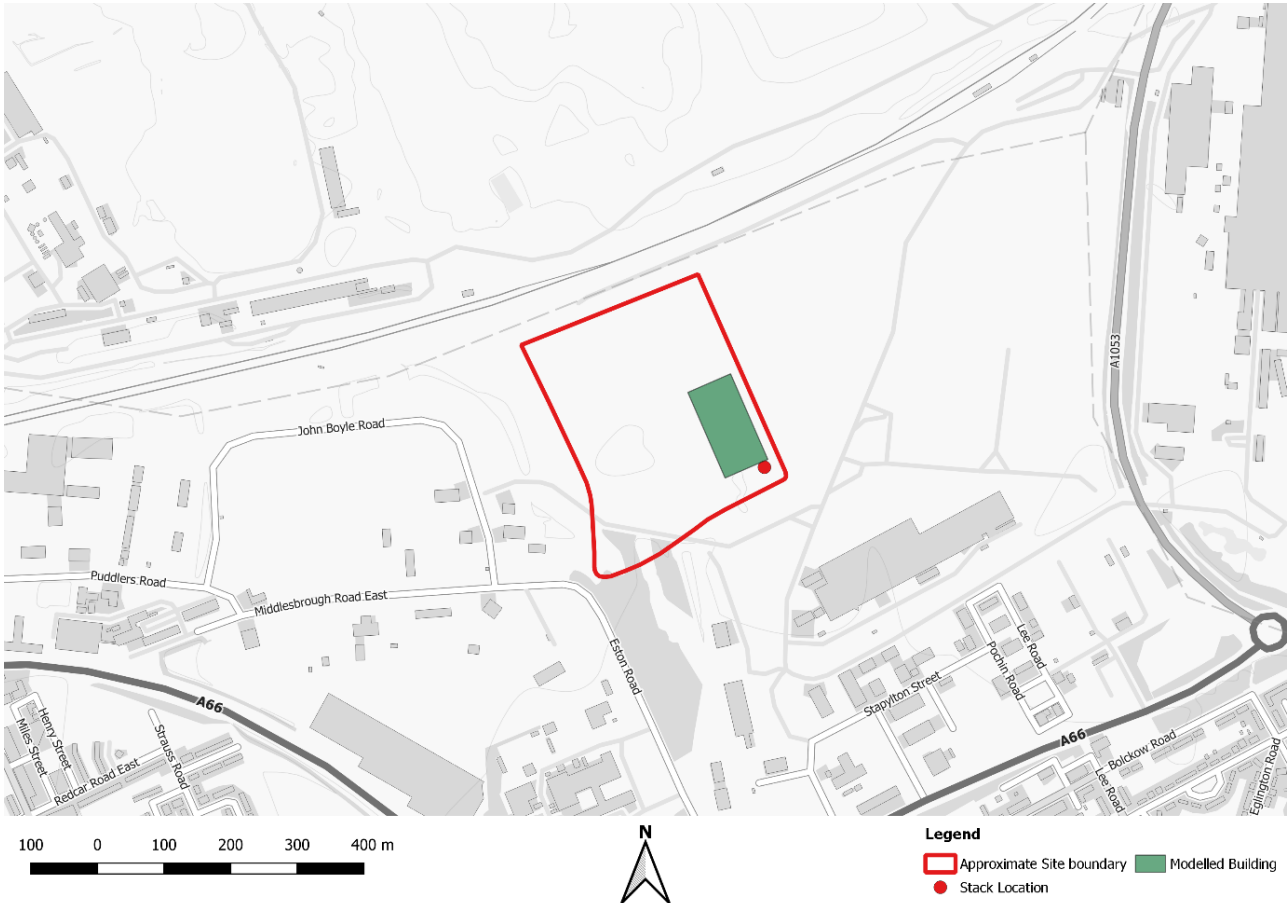 A1053
John Boyle Road
Puddlers Road
Middlesbrough Road East
Eston Road
Lee Road
Pochin Road
Stapylton Street
A66
Henry Street
Miles Street
Strauss Road
Redcar Road East
A66
Bolckow Road
Lee Road
Eglington Road
100 0 100 200 300 400 m
N
Legend
Approximate Site boundary
Modelled Building
Stack Location